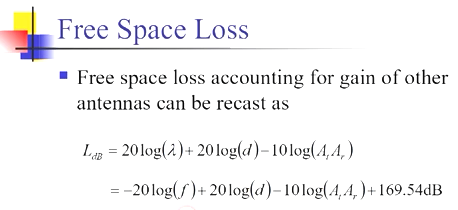 Free Space Loss
Free space loss accounting for gain of other
antennas can be recast as
L_dB = 20log(λ)+ 20log(d)−10log(A_t A_r)
= −20log(f)+ 20log(d)−10log(A_t A_r)+169.54dB